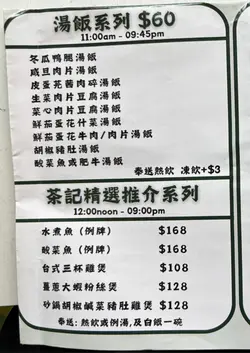 湯飯系列 $60
11:00am - 09:45pm
冬瓜鴨腿湯飯
咸豆肉片湯飯
皮蛋芫茜肉碎湯飯
生菜肉片豆腐湯飯
菜心肉片豆腐湯飯
鮮茄蛋花什菜湯飯
鮮茄蛋花牛肉/肉片湯飯
胡椒豬肚湯飯
酸菜魚或肥牛湯飯
奉送熱飲 凍飲+$3
茶記精選推介系列
12:00noon - 09:00pm
水煮魚（例牌） $168
酸菜魚（例牌） $168
台式三杯雞煲 $108
薑蔥大蝦粉絲煲 $128
砂鍋胡椒鹹菜豬肚雞煲 $128
奉送: 熱飲或例湯,及白飯一碗